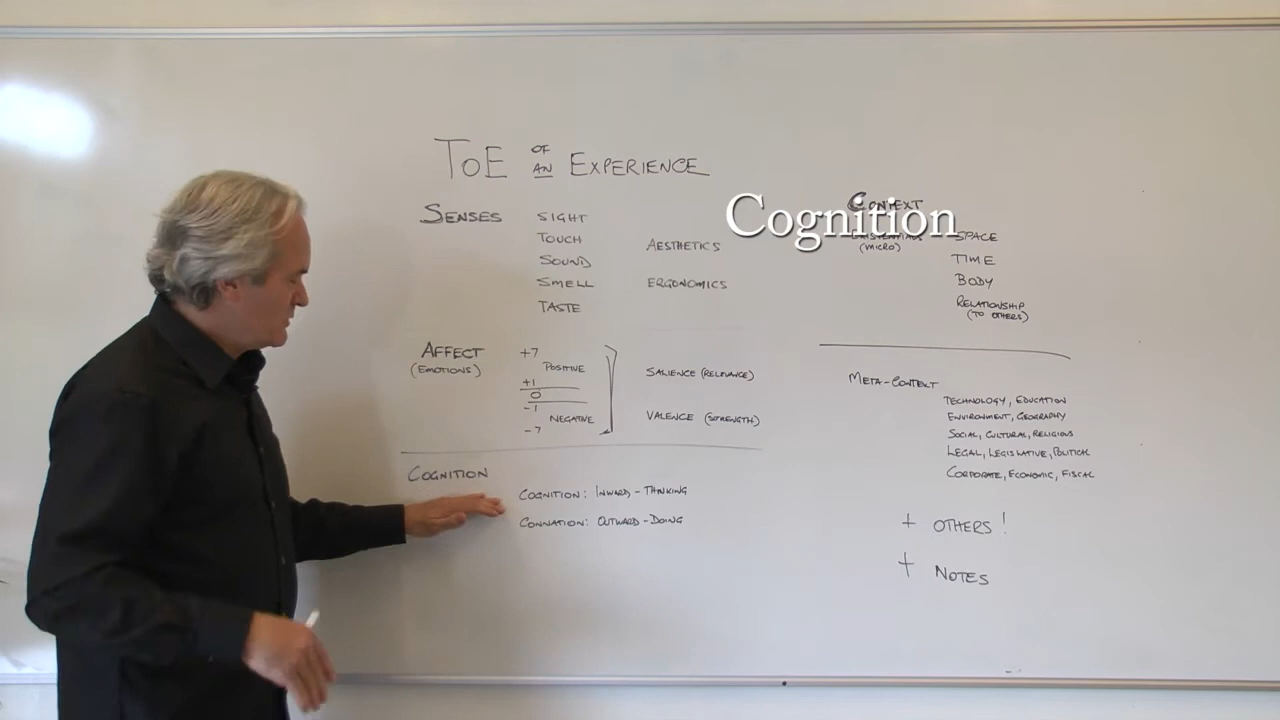 ToE OF AN EXPERIENCE
SENSES
SIGHT
TOUCH
SOUND
SMELL
TASTE
AESTHETICS
ERGONOMICS
AFFECT
(EMOTIONS)
+7
POSITIVE
+1
0
-1
NEGATIVE
-7
SALIENCE (RELEVANCE)
VALENCE (STRENGTH)
COGNITION
COGNITION: INWARD - THINKING
CONNATION: OUTWARD - DOING
Cognition
CONTEXT
(MICRO)
SPACE
TIME
BODY
RELATIONSHIP
(TO OTHERS)
META-CONTEXT
TECHNOLOGY, EDUCATION
ENVIRONMENT, GEOGRAPHY
SOCIAL, CULTURAL, RELIGIOUS
LEGAL, LEGISLATIVE, POLITICAL
CORPORATE, ECONOMIC, FISCAL
+ OTHERS!
+ NOTES